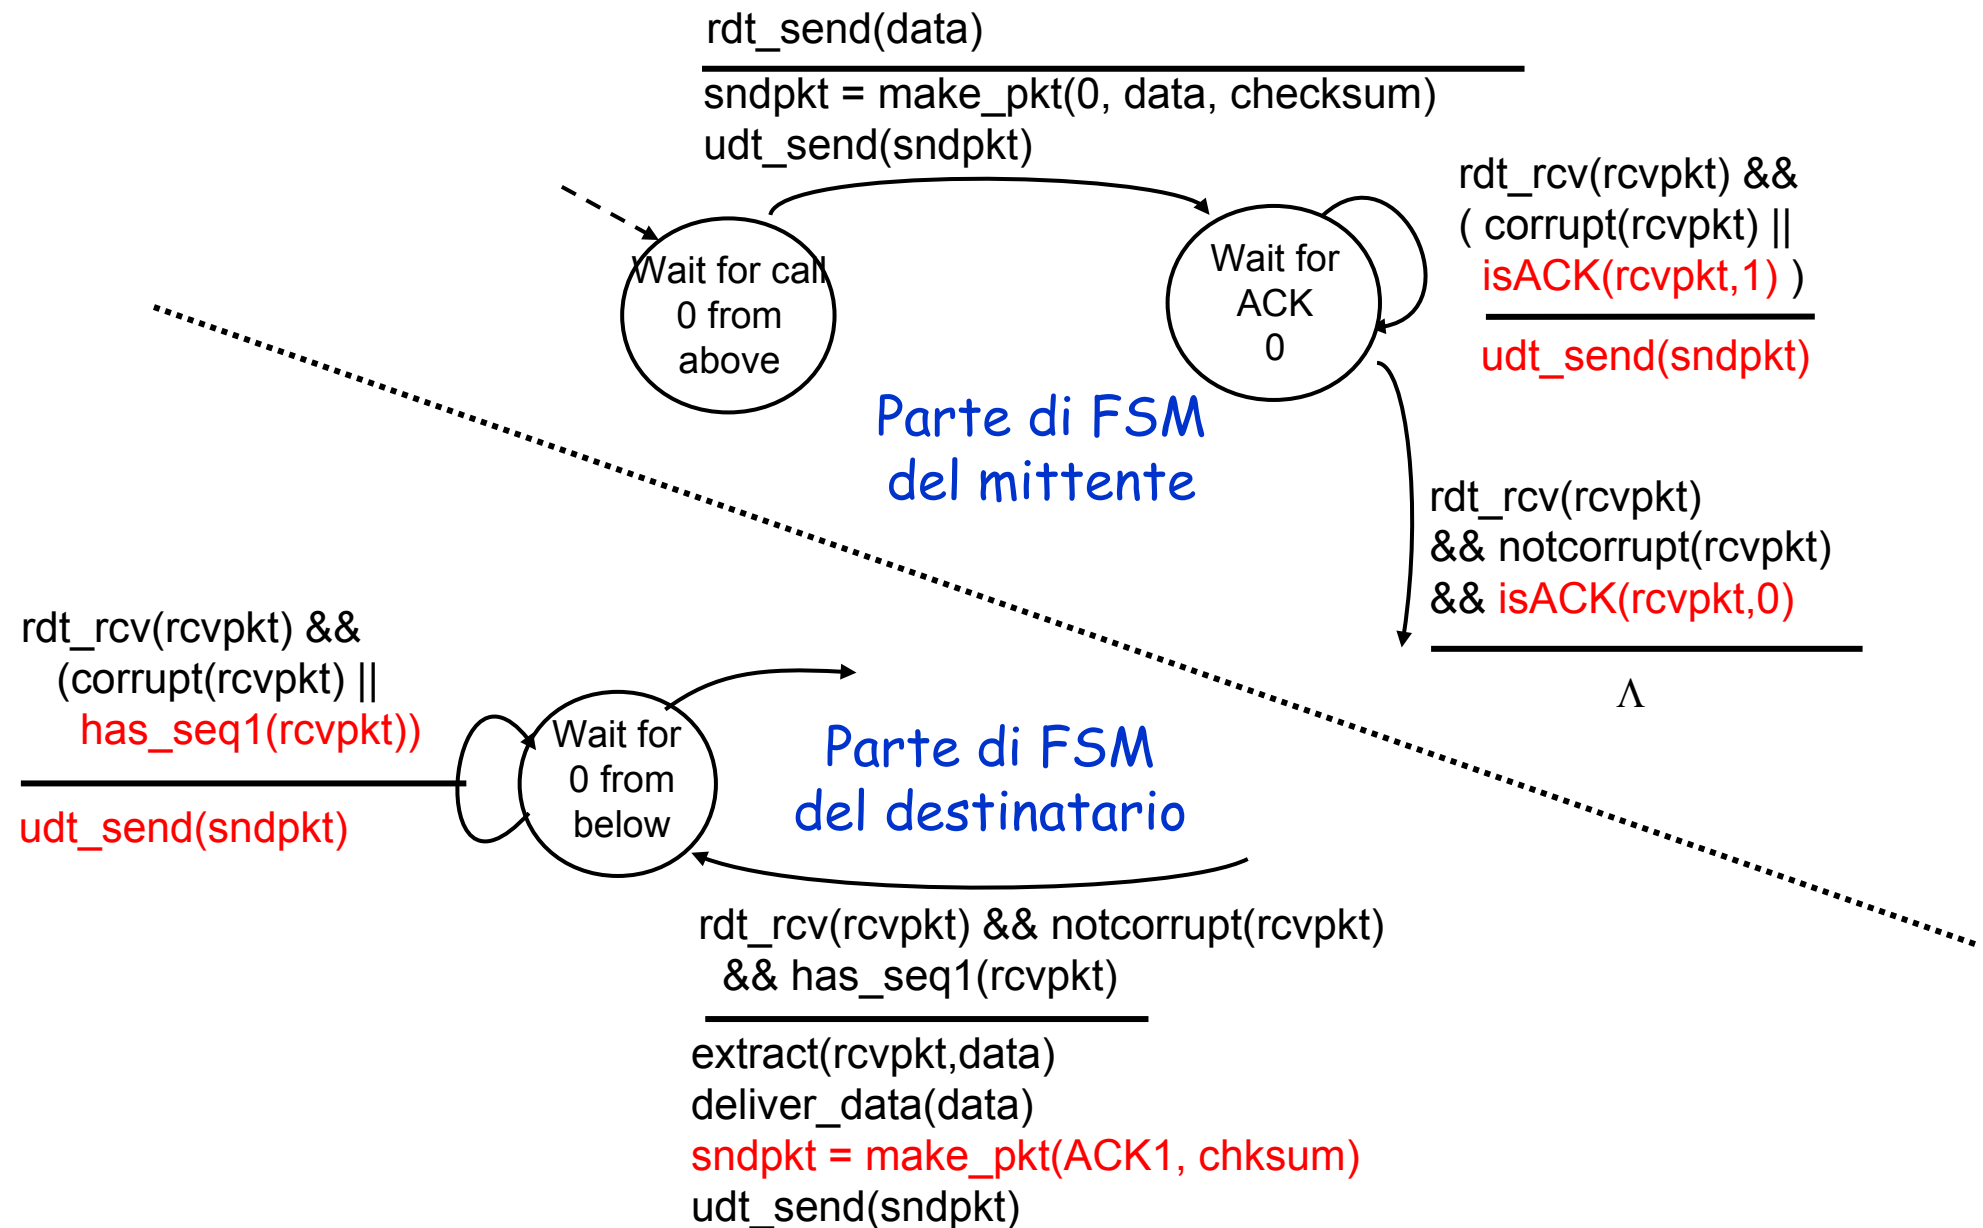 rdt_send(data)
sndpkt = make_pkt(0, data, checksum)
udt_send(sndpkt)
Wait for call
0 from
above
Wait for
ACK
0
rdt_rcv(rcvpkt) &&
( corrupt(rcvpkt) ||
isACK(rcvpkt,1) )
udt_send(sndpkt)
Parte di FSM
del mittente
rdt_rcv(rcvpkt)
&& notcorrupt(rcvpkt)
&& isACK(rcvpkt,0)
Λ
rdt_rcv(rcvpkt) &&
(corrupt(rcvpkt) ||
has_seq1(rcvpkt))
udt_send(sndpkt)
Wait for
0 from
below
Parte di FSM
del destinatario
rdt_rcv(rcvpkt) && notcorrupt(rcvpkt)
&& has_seq1(rcvpkt)
extract(rcvpkt,data)
deliver_data(data)
sndpkt = make_pkt(ACK1, chksum)
udt_send(sndpkt)